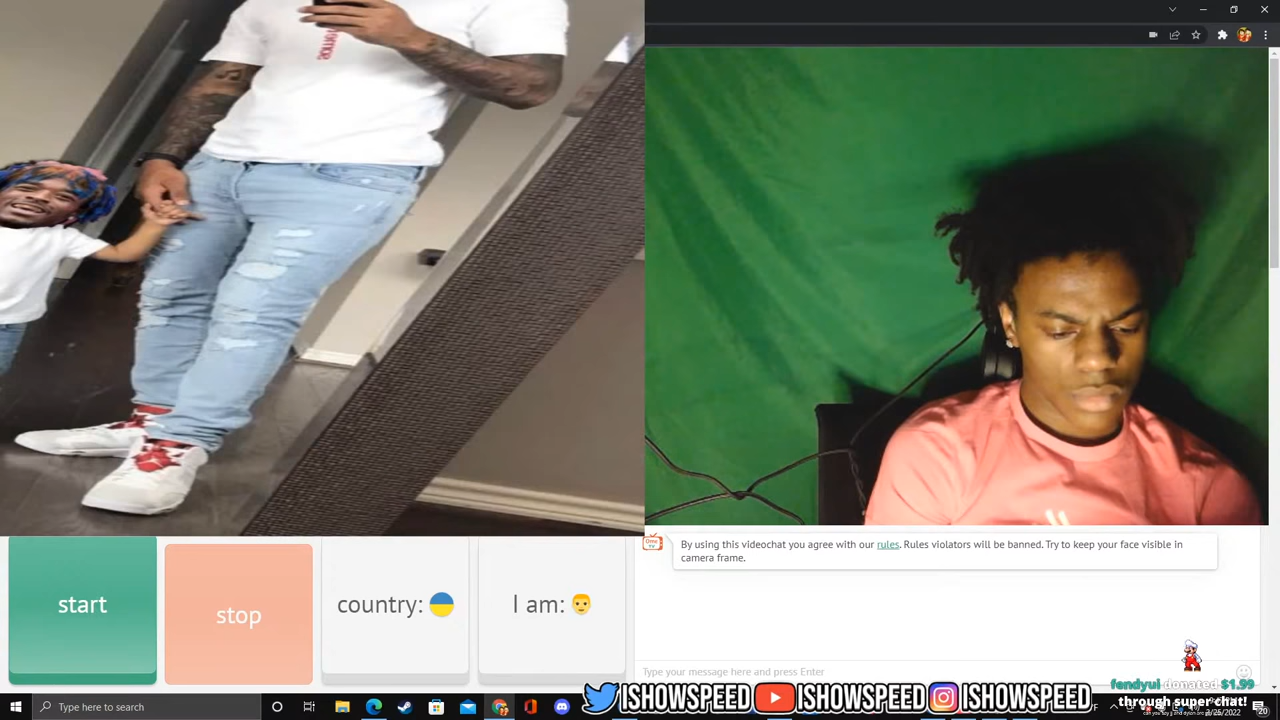 By using this videochat you agree with our rules. Rules violators will be banned. Try to keep your face visible in
camera frame.
start
stop
country:
I am:
Type your message here and press Enter
fendyul donated $1.99
through super chat!
ISHOWSPEED
ISHOWSPEED
ISHOWSPEED
Type here to search
20